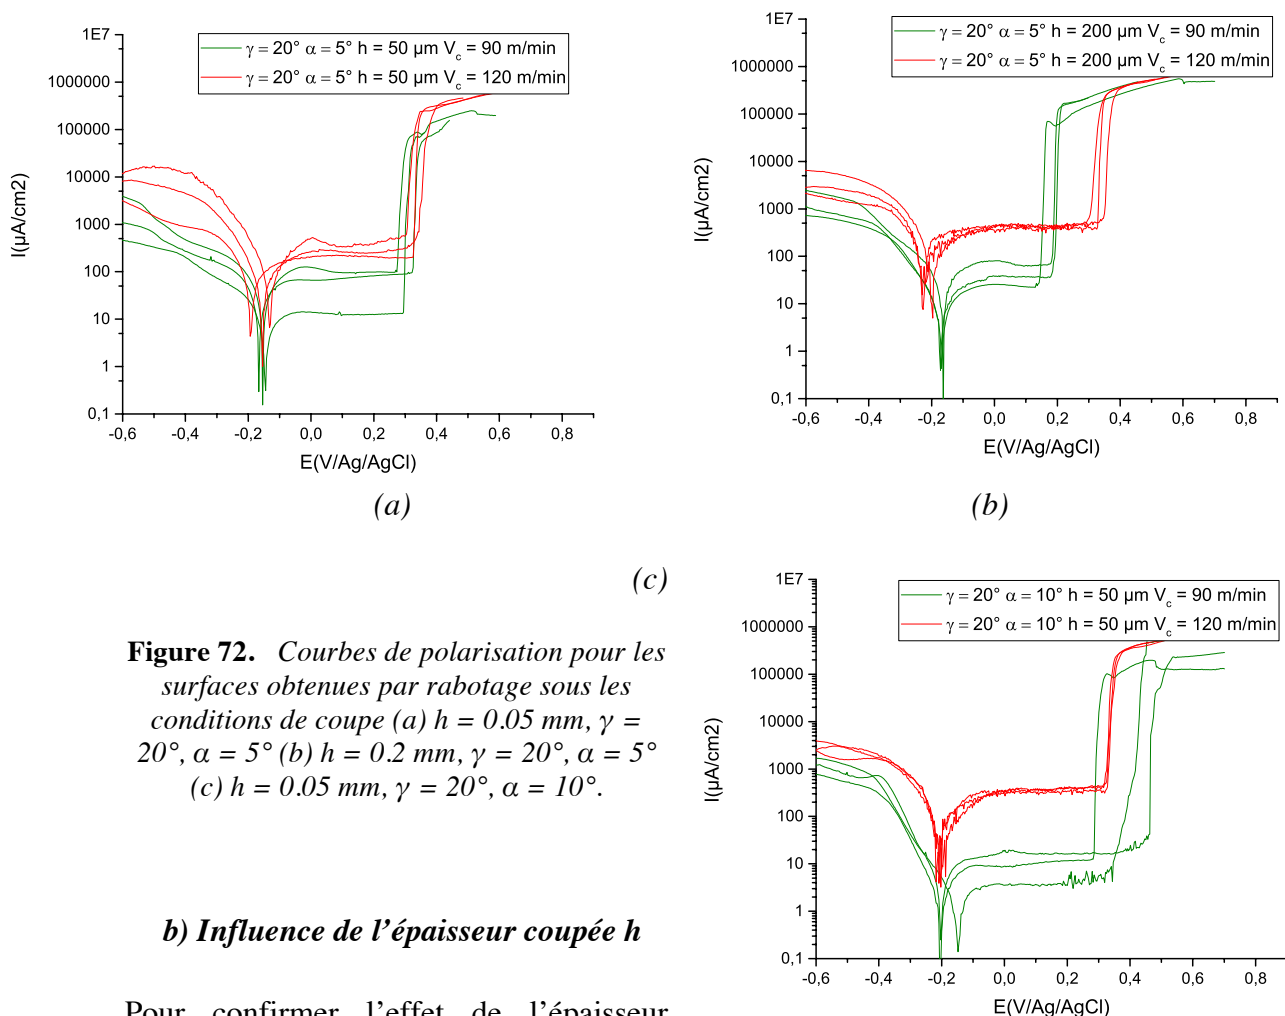 γ = 20° α = 5° h = 50 µm Vc = 90 m/min
γ = 20° α = 5° h = 50 µm Vc = 120 m/min
1E7
1000000
100000
10000
1000
100
10
1
0,1
I(µA/cm2)
-0,6 -0,4 -0,2 0,0 0,2 0,4 0,6 0,8
E(V/Ag/AgCl)
(a)
γ = 20° α = 5° h = 200 µm Vc = 90 m/min
γ = 20° α = 5° h = 200 µm Vc = 120 m/min
1E7
1000000
100000
10000
1000
100
10
1
0,1
I(µA/cm2)
-0,6 -0,4 -0,2 0,0 0,2 0,4 0,6 0,8
E(V/Ag/AgCl)
(b)
(c)
γ = 20° α = 10° h = 50 µm Vc = 90 m/min
γ = 20° α = 10° h = 50 µm Vc = 120 m/min
1E7
1000000
100000
10000
1000
100
10
1
0,1
I(µA/cm2)
-0,6 -0,4 -0,2 0,0 0,2 0,4 0,6 0,8
E(V/Ag/AgCl)
Figure 72. Courbes de polarisation pour les
surfaces obtenues par rabotage sous les
conditions de coupe (a) h = 0.05 mm, γ =
20°, α = 5° (b) h = 0.2 mm, γ = 20°, α = 5°
(c) h = 0.05 mm, γ = 20°, α = 10°.
b) Influence de l'épaisseur coupée h
Pour confirmer l'effet de l'épaisseur